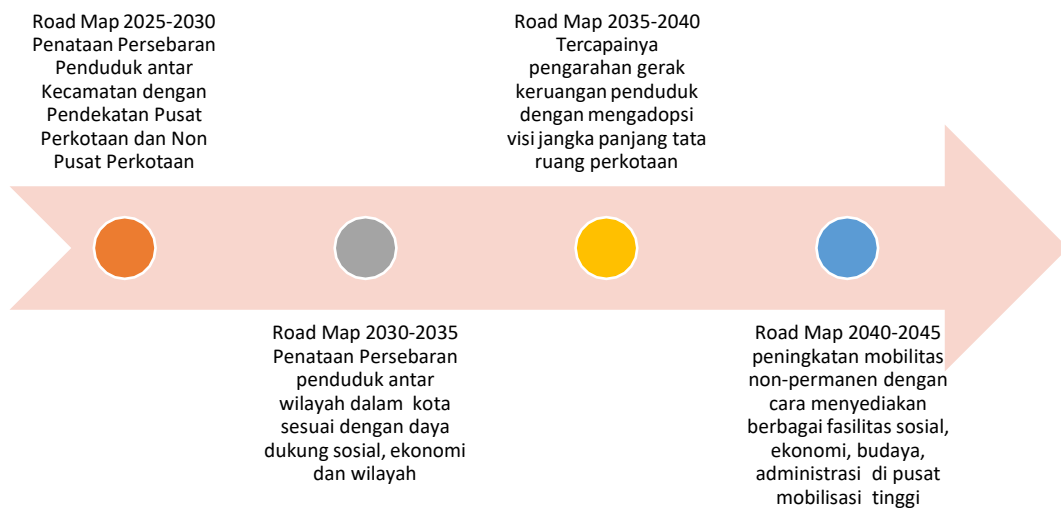 Road Map 2025-2030
Penataan Persebaran
Penduduk antar
Kecamatan dengan
Pendekatan Pusat
Perkotaan dan Non
Pusat Perkotaan
Road Map 2030-2035
Penataan Persebaran
penduduk antar
wilayah dalam kota
sesuai dengan daya
dukung sosial, ekonomi
dan wilayah
Road Map 2035-2040
Tercapainya
pengarahan gerak
keruangan penduduk
dengan mengadopsi
visi jangka panjang tata
ruang perkotaan
Road Map 2040-2045
peningkatan mobilitas
non-permanen dengan
cara menyediakan
berbagai fasilitas sosial,
ekonomi, budaya,
administrasi di pusat
mobilisasi tinggi